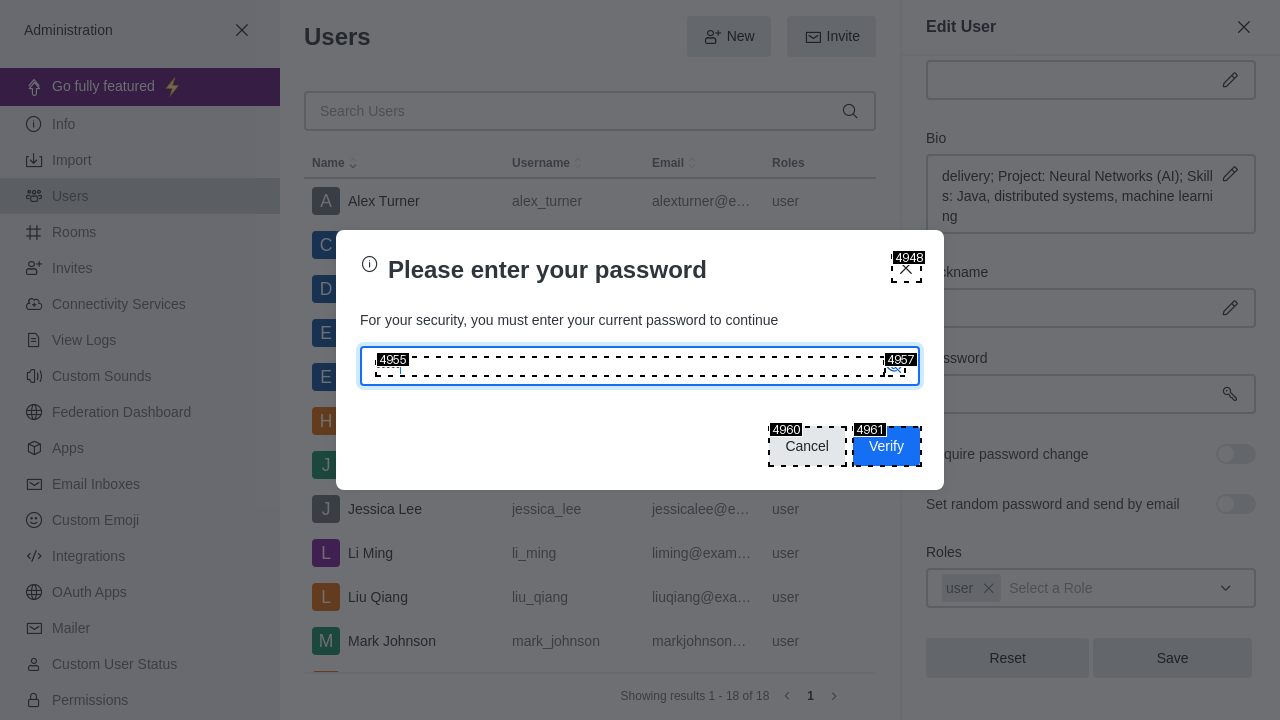 Administration
Go fully featured
Info
Import
Users
Rooms
Invites
Connectivity Services
View Logs
Custom Sounds
Federation Dashboard
Apps
Email Inboxes
Custom Emoji
Integrations
OAuth Apps
Mailer
Custom User Status
Permissions
Users
New
Invite
Search Users
Name
Username
Email
Roles
A
Alex Turner
alex_turner
alexturner@e…
user
C
D
E
E
H
J
J
Jessica Lee
jessica_lee
jessicalee@e…
user
L
Li Ming
li_ming
liming@exam…
user
L
Liu Qiang
liu_qiang
liuqiang@exa…
user
M
Mark Johnson
mark_johnson
markjohnson…
user
Showing results 1 - 18 of 18
1
Please enter your password
4948
For your security, you must enter your current password to continue
4955
4957
4960
Cancel
4961
Verify
Edit User
Bio
delivery; Project: Neural Networks (AI); Skill
s: Java, distributed systems, machine learni
ng
ckname
ssword
quire password change
Set random password and send by email
Roles
user
Select a Role
Reset
Save